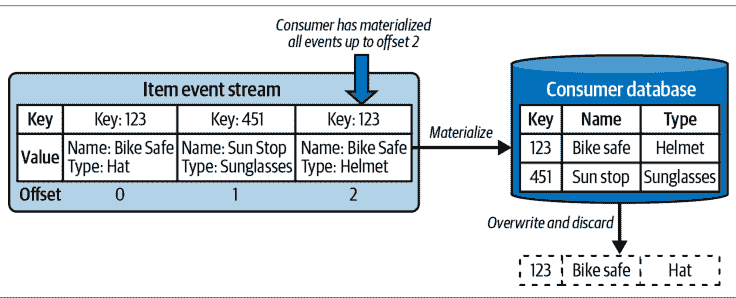 Consumer has materialized
all events up to offset 2
Item event stream
Key Key: 123 Key: 451 Key: 123
Value Name: Bike Safe Name: Sun Stop Name: Bike Safe
Type: Hat Type: Sunglasses Type: Helmet
Offset 0 1 2
Materialize
Consumer database
Key Name Type
123 Bike safe Helmet
451 Sun stop Sunglasses
Overwrite and discard
123 Bike safe Hat